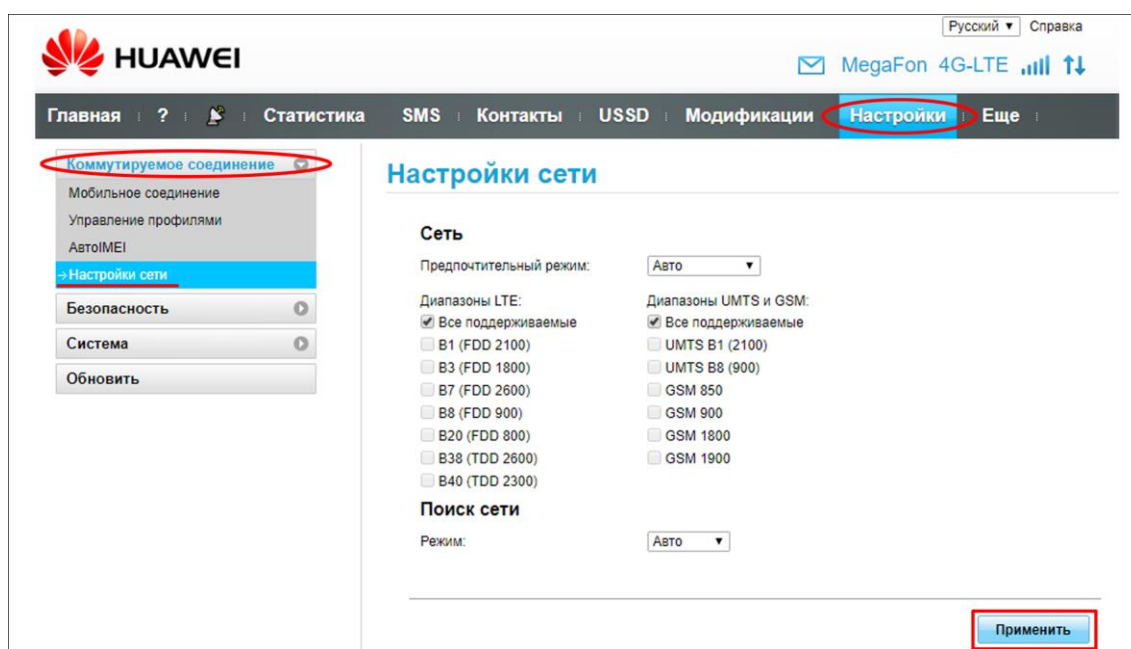 Русский Справка
HUAWEI
MegaFon 4G-LTE
Главная ? Статистика SMS Контакты USSD Модификации Настройки Еще
Коммутируемое соединение
Мобильное соединение
Управление профилями
АвтоIMEI
→Настройки сети
Безопасность
Система
Обновить
Настройки сети
Сеть
Предпочтительный режим: Авто
Диапазоны LTE: Диапазоны UMTS и GSM:
Все поддерживаемые Все поддерживаемые
B1 (FDD 2100) UMTS B1 (2100)
B3 (FDD 1800) UMTS B8 (900)
B7 (FDD 2600) GSM 850
B8 (FDD 900) GSM 900
B20 (FDD 800) GSM 1800
B38 (TDD 2600) GSM 1900
B40 (TDD 2300)
Поиск сети
Режим: Авто
Применить